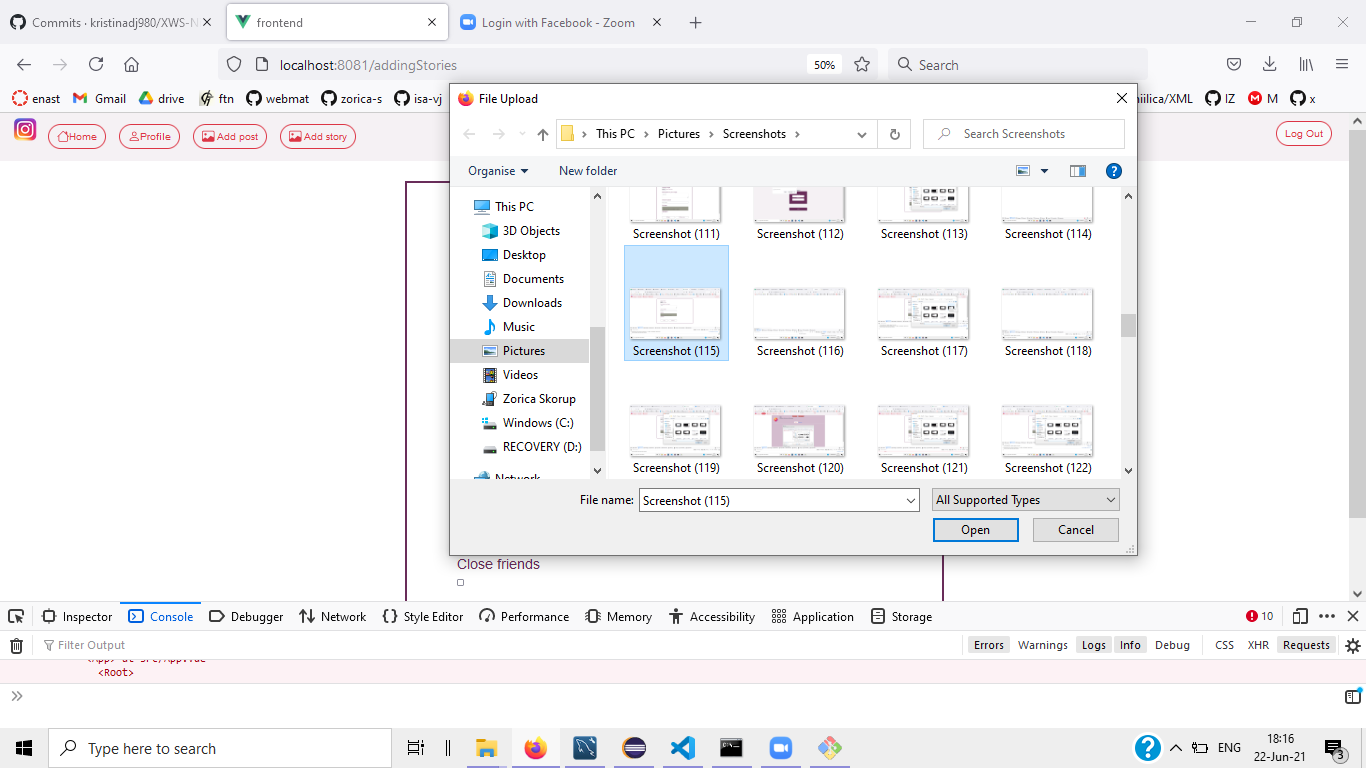 Commits · kristinadj980/XWS-N
frontend
Login with Facebook - Zoom
localhost:8081/addingStories
50%
Search
enast
Gmail
drive
ftn
webmat
zorica-s
isa-vj
IZ
M
x
Home
Profile
Add post
Add story
Log Out
File Upload
This PC > Pictures > Screenshots >
Search Screenshots
Organise
New folder
This PC
3D Objects
Desktop
Documents
Downloads
Music
Pictures
Videos
Zorica Skorup
Windows (C:)
RECOVERY (D:)
Network
Screenshot (111)
Screenshot (112)
Screenshot (113)
Screenshot (114)
Screenshot (115)
Screenshot (116)
Screenshot (117)
Screenshot (118)
Screenshot (119)
Screenshot (120)
Screenshot (121)
Screenshot (122)
File name:
Screenshot (115)
All Supported Types
Open
Cancel
Close friends
Inspector
Console
Debugger
Network
Style Editor
Performance
Memory
Accessibility
Application
Storage
10
Filter Output
Errors
Warnings
Logs
Info
Debug
CSS
XHR
Requests
<App> at src/App.vue
<Root>
Type here to search
ENG
18:16
22-Jun-21
3